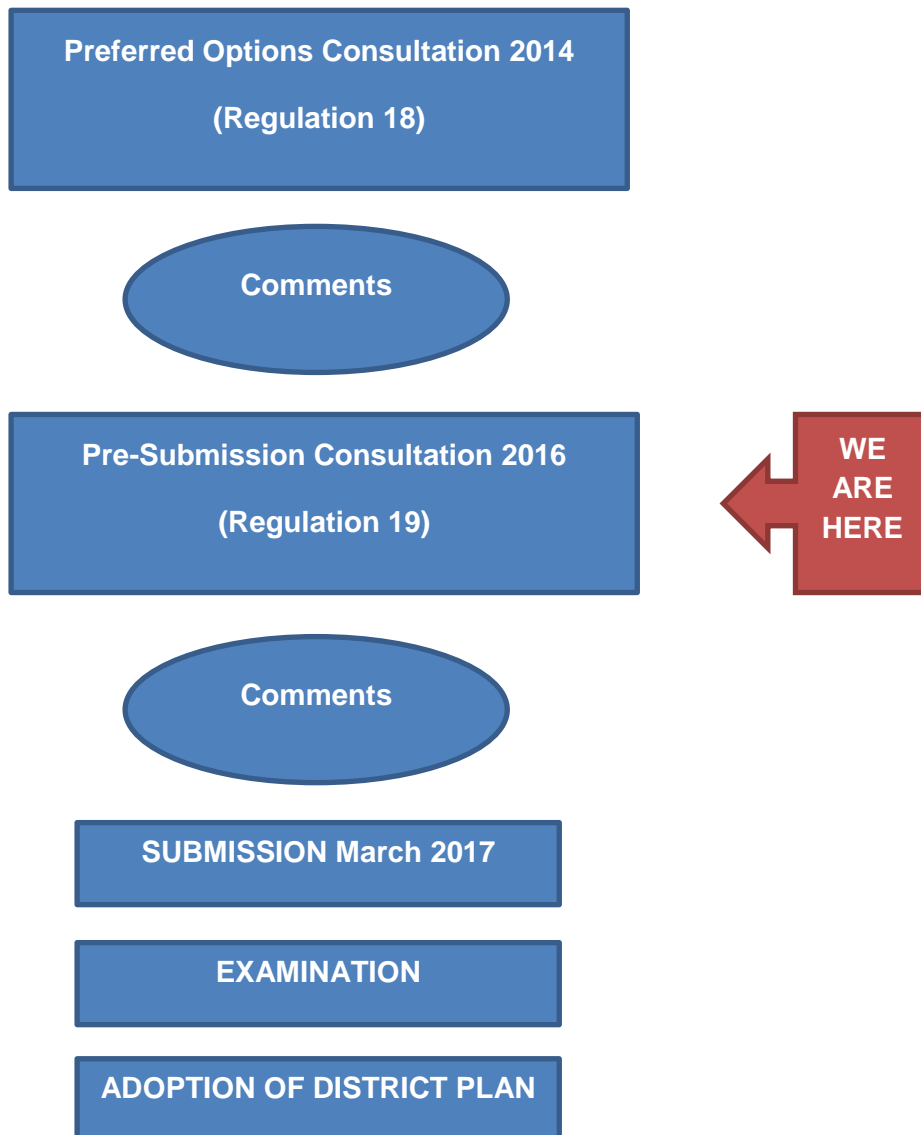 Preferred Options Consultation 2014
(Regulation 18)
Comments
Pre-Submission Consultation 2016
(Regulation 19)
WE
ARE
HERE
Comments
SUBMISSION March 2017
EXAMINATION
ADOPTION OF DISTRICT PLAN